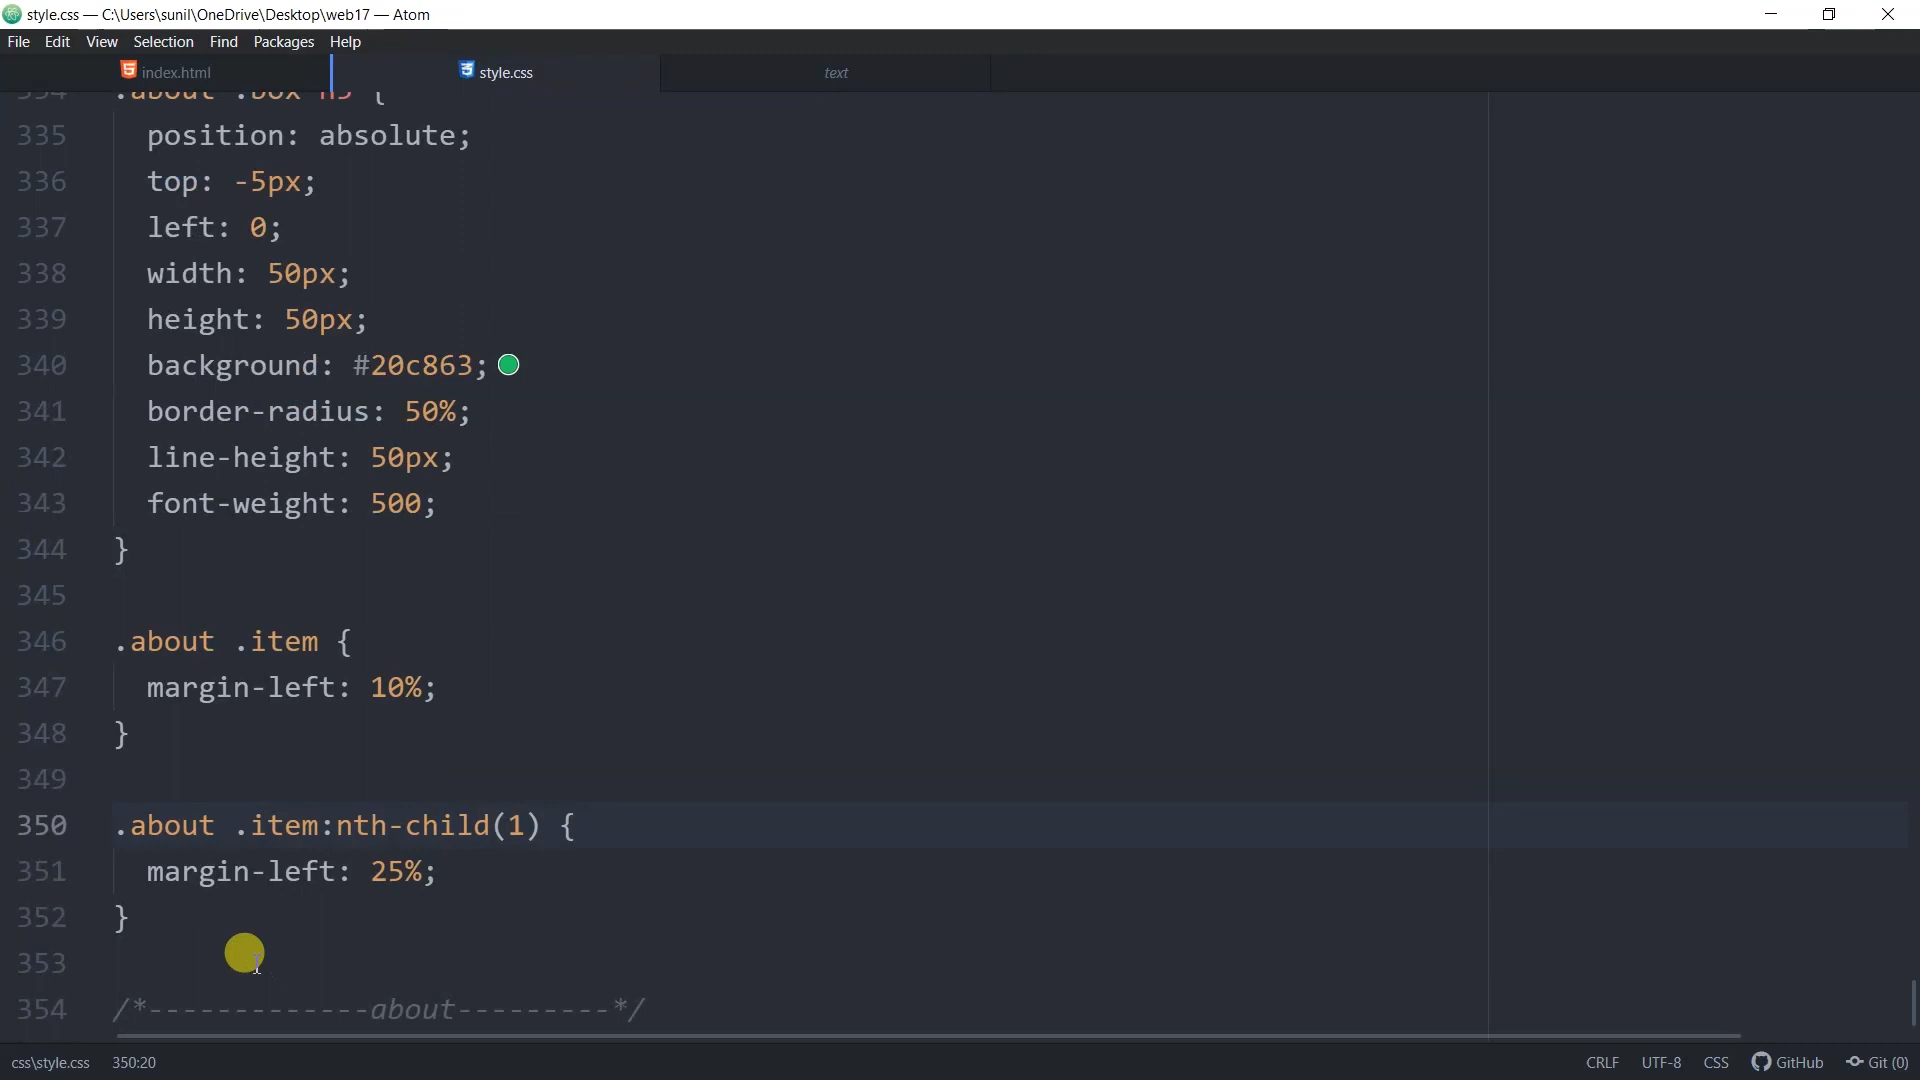 style.css — C:\Users\sunil\OneDrive\Desktop\web17 — Atom
File Edit View Selection Find Packages Help
index.html style.css text
334 .about .box h3 {
335 position: absolute;
336 top: -5px;
337 left: 0;
338 width: 50px;
339 height: 50px;
340 background: #20c863;
341 border-radius: 50%;
342 line-height: 50px;
343 font-weight: 500;
344 }
345
346 .about .item {
347 margin-left: 10%;
348 }
349
350 .about .item:nth-child(1) {
351 margin-left: 25%;
352 }
353
354 /*-------------about---------*/
css\style.css 350:20 CRLF UTF-8 CSS GitHub Git (0)